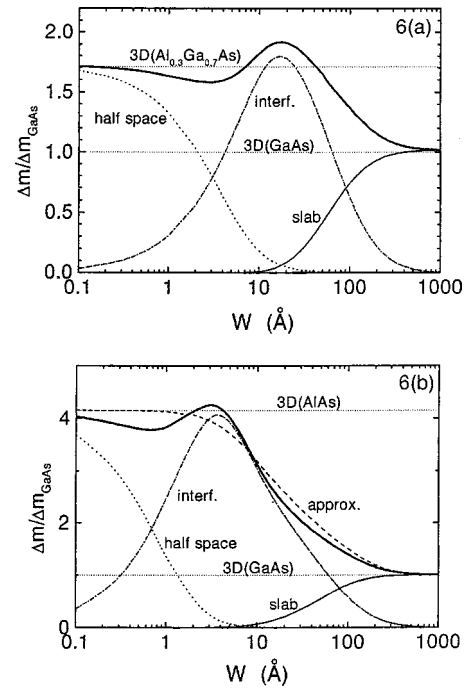 6(a)
2.0
3D(Al0.3Ga0.7As)
1.5
half space
interf.
Δm/ΔmGaAs
1.0
3D(GaAs)
0.5
slab
0.0
0.1 1 10 100 1000
W (Å)
6(b)
3D(AlAs)
4
Δm/ΔmGaAs
interf.
approx.
2
half space
3D(GaAs)
slab
0
0.1 1 10 100 1000
W (Å)